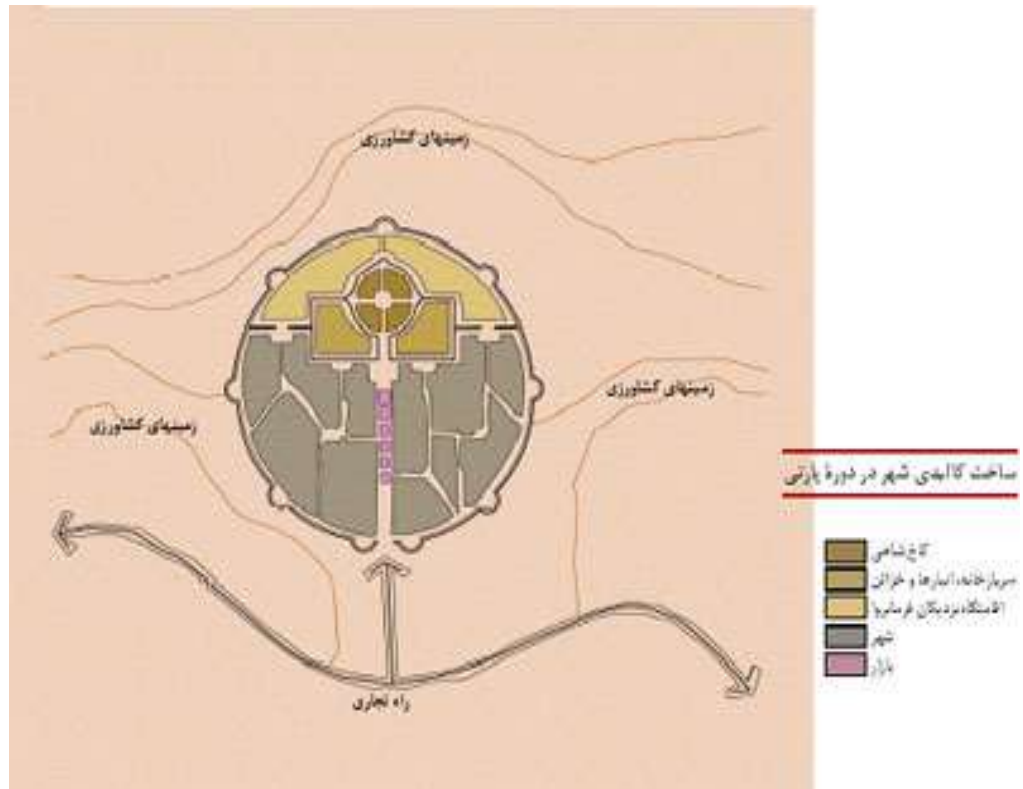 زمینهای کشاورزی
زمینهای کشاورزی
زمینهای کشاورزی
راه تجاری
ساخت کالبدی شهر در دورهٔ پارتی
کاخ شاهی
سربازخانه، انبارها و خزائن
اقامتگاه نزدیکان فرمانروا
شهر
بازار